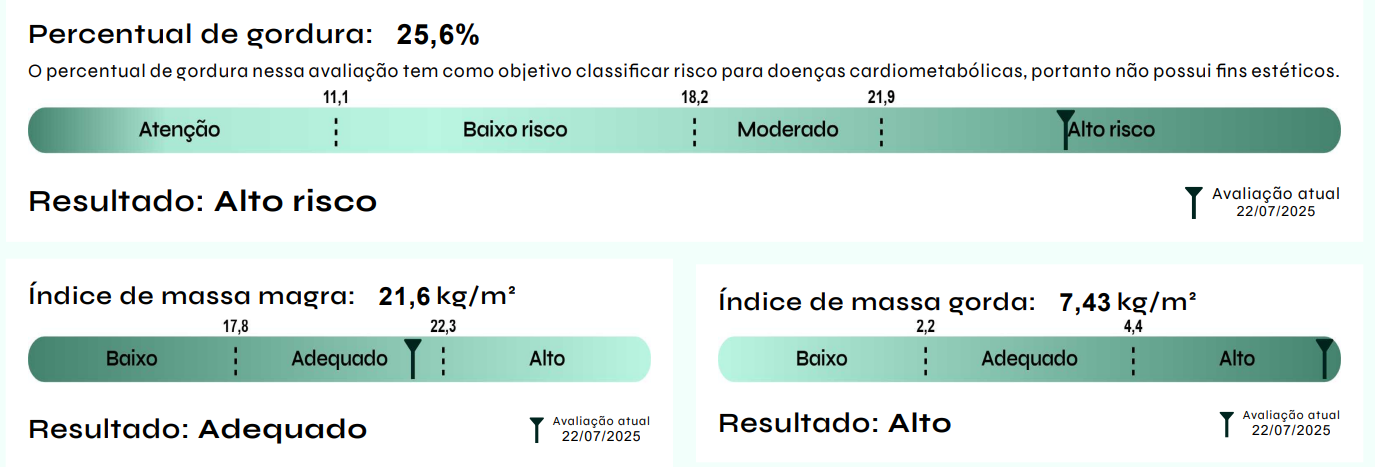 Percentual de gordura: 25,6%
O percentual de gordura nessa avaliação tem como objetivo classificar risco para doenças cardiometabólicas, portanto não possui fins estéticos.
11,1 18,2 21,9
Atenção Baixo risco Moderado Alto risco
Resultado: Alto risco
Avaliação atual
22/07/2025
Índice de massa magra: 21,6 kg/m²
17,8 22,3
Baixo Adequado Alto
Resultado: Adequado
Avaliação atual
22/07/2025
Índice de massa gorda: 7,43 kg/m²
2,2 4,4
Baixo Adequado Alto
Resultado: Alto
Avaliação atual
22/07/2025